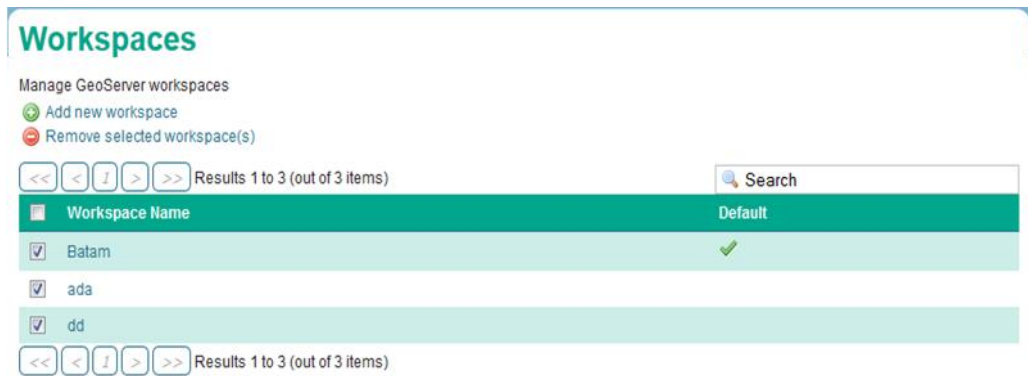 Workspaces
Manage GeoServer workspaces
Add new workspace
Remove selected workspace(s)
<< < 1 > >> Results 1 to 3 (out of 3 items) Search
Workspace Name Default
Batam
ada
dd
<< < 1 > >> Results 1 to 3 (out of 3 items)